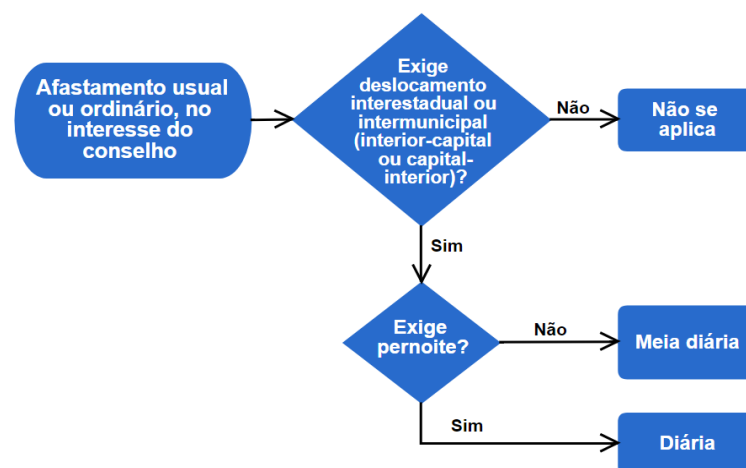 Afastamento usual
ou ordinário, no
interesse do
conselho
Exige
deslocamento
interestadual ou
intermunicipal
(interior-capital
ou capital-
interior)?
Não
Não se
aplica
Sim
Exige
pernoite?
Não
Meia diária
Sim
Diária